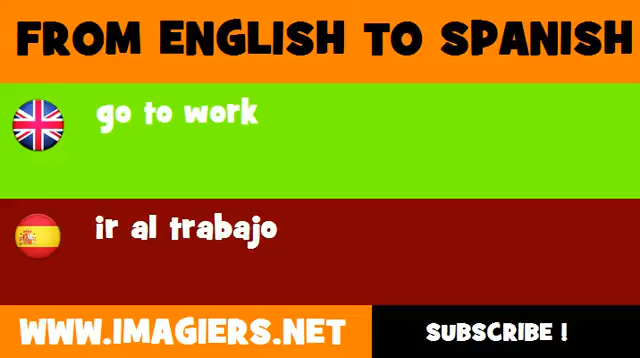 FROM ENGLISH TO SPANISH
go to work
ir al trabajo
WWW.IMAGIERS.NET
SUBSCRIBE !